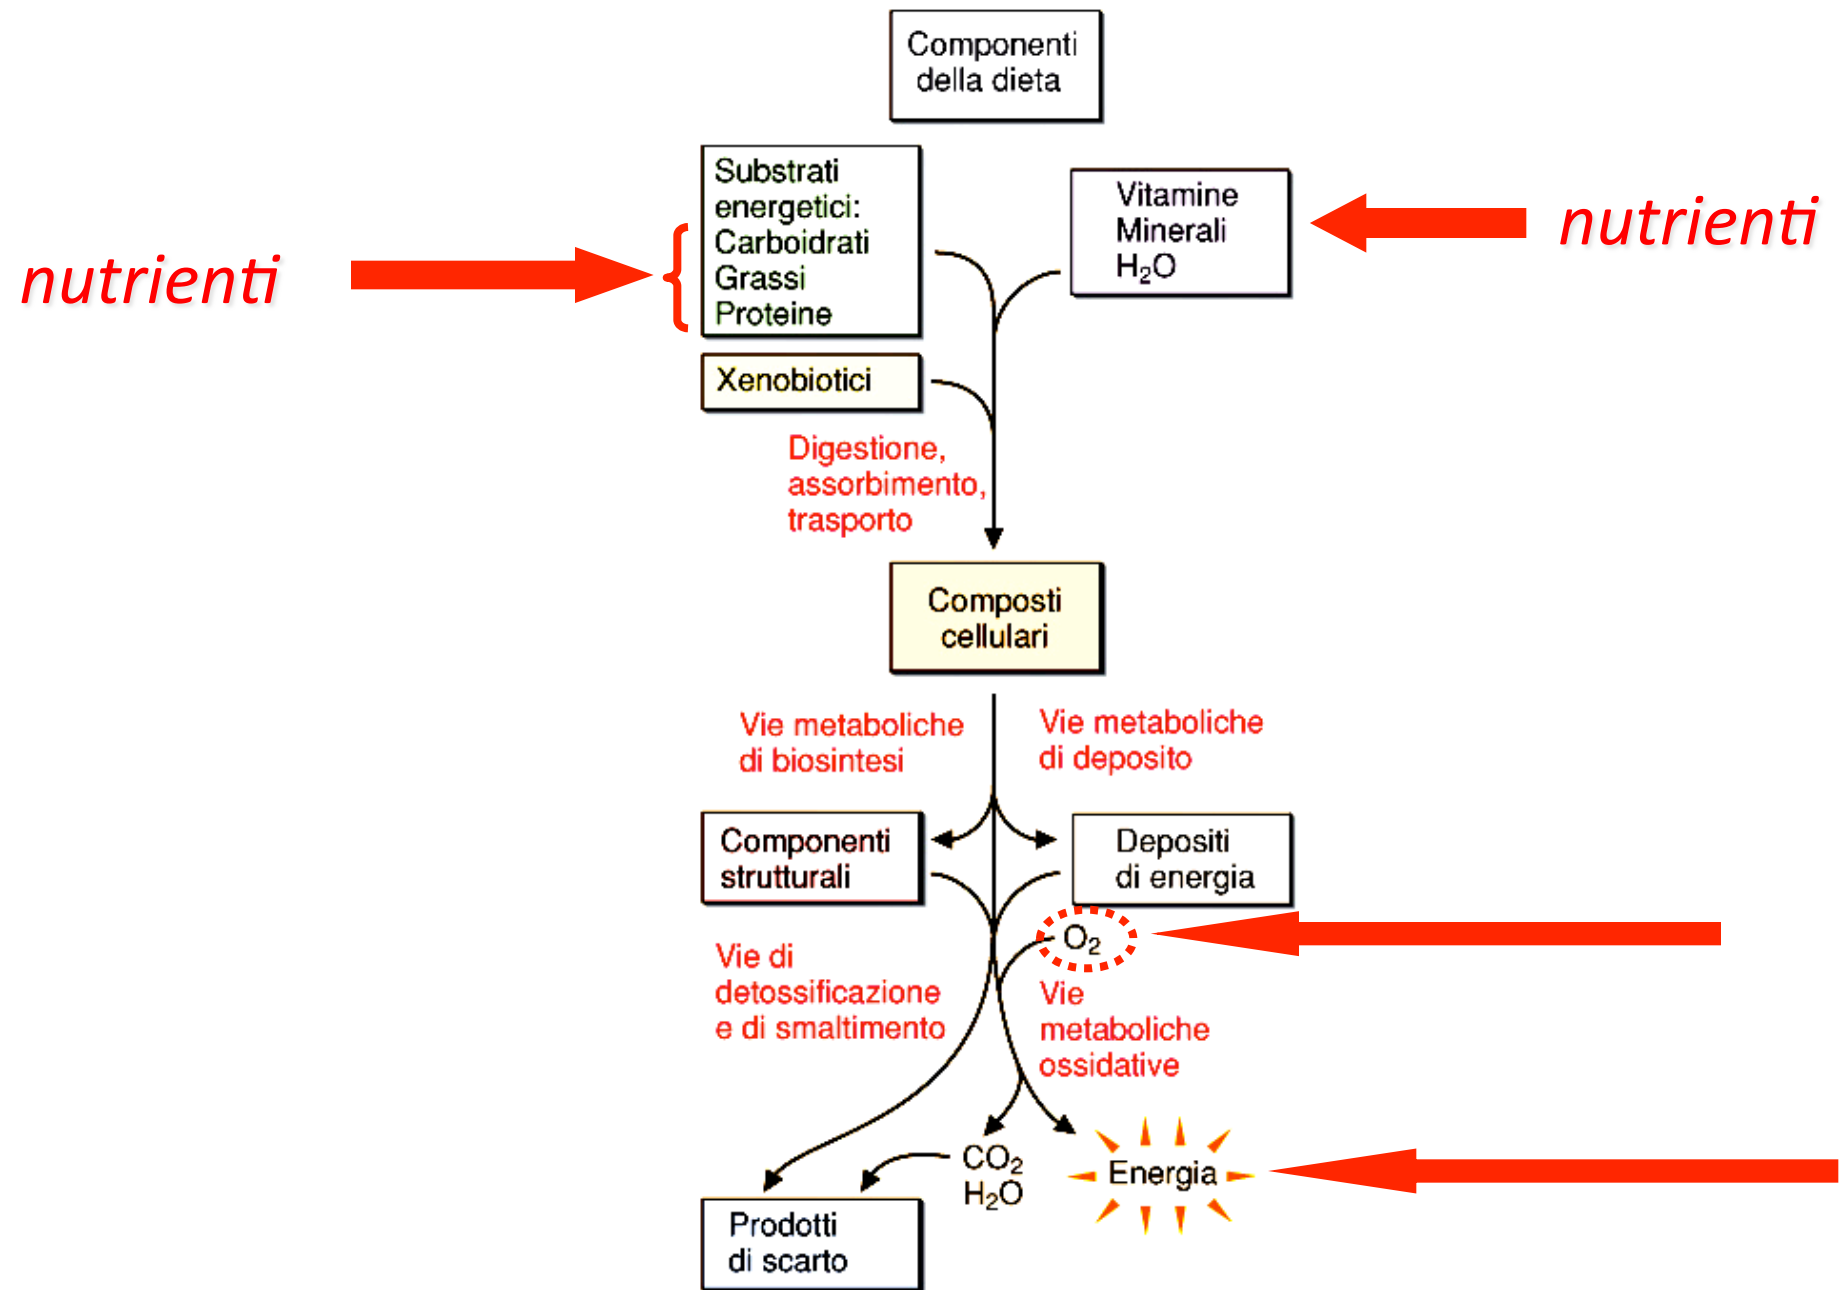 Componenti
della dieta
Substrati
energetici:
Carboidrati
Grassi
Proteine
Vitamine
Minerali
H₂O
nutrienti
nutrienti
Xenobiotici
Digestione,
assorbimento,
trasporto
Composti
cellulari
Vie metaboliche
di biosintesi
Vie metaboliche
di deposito
Componenti
strutturali
Depositi
di energia
O₂
Vie di
detossificazione
e di smaltimento
Vie
metaboliche
ossidative
CO₂
H₂O
Energia
Prodotti
di scarto